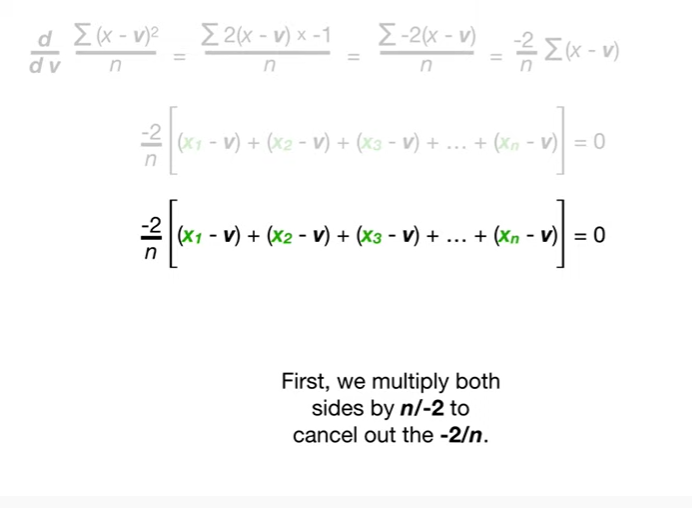 d/dv Σ(x - v)²/n = Σ2(x - v) × -1/n = Σ-2(x - v)/n = -2/n Σ(x - v)
-2/n [(x₁ - v) + (x₂ - v) + (x₃ - v) + ... + (xₙ - v)] = 0
-2/n [(x₁ - v) + (x₂ - v) + (x₃ - v) + ... + (xₙ - v)] = 0
First, we multiply both
sides by n/-2 to
cancel out the -2/n.